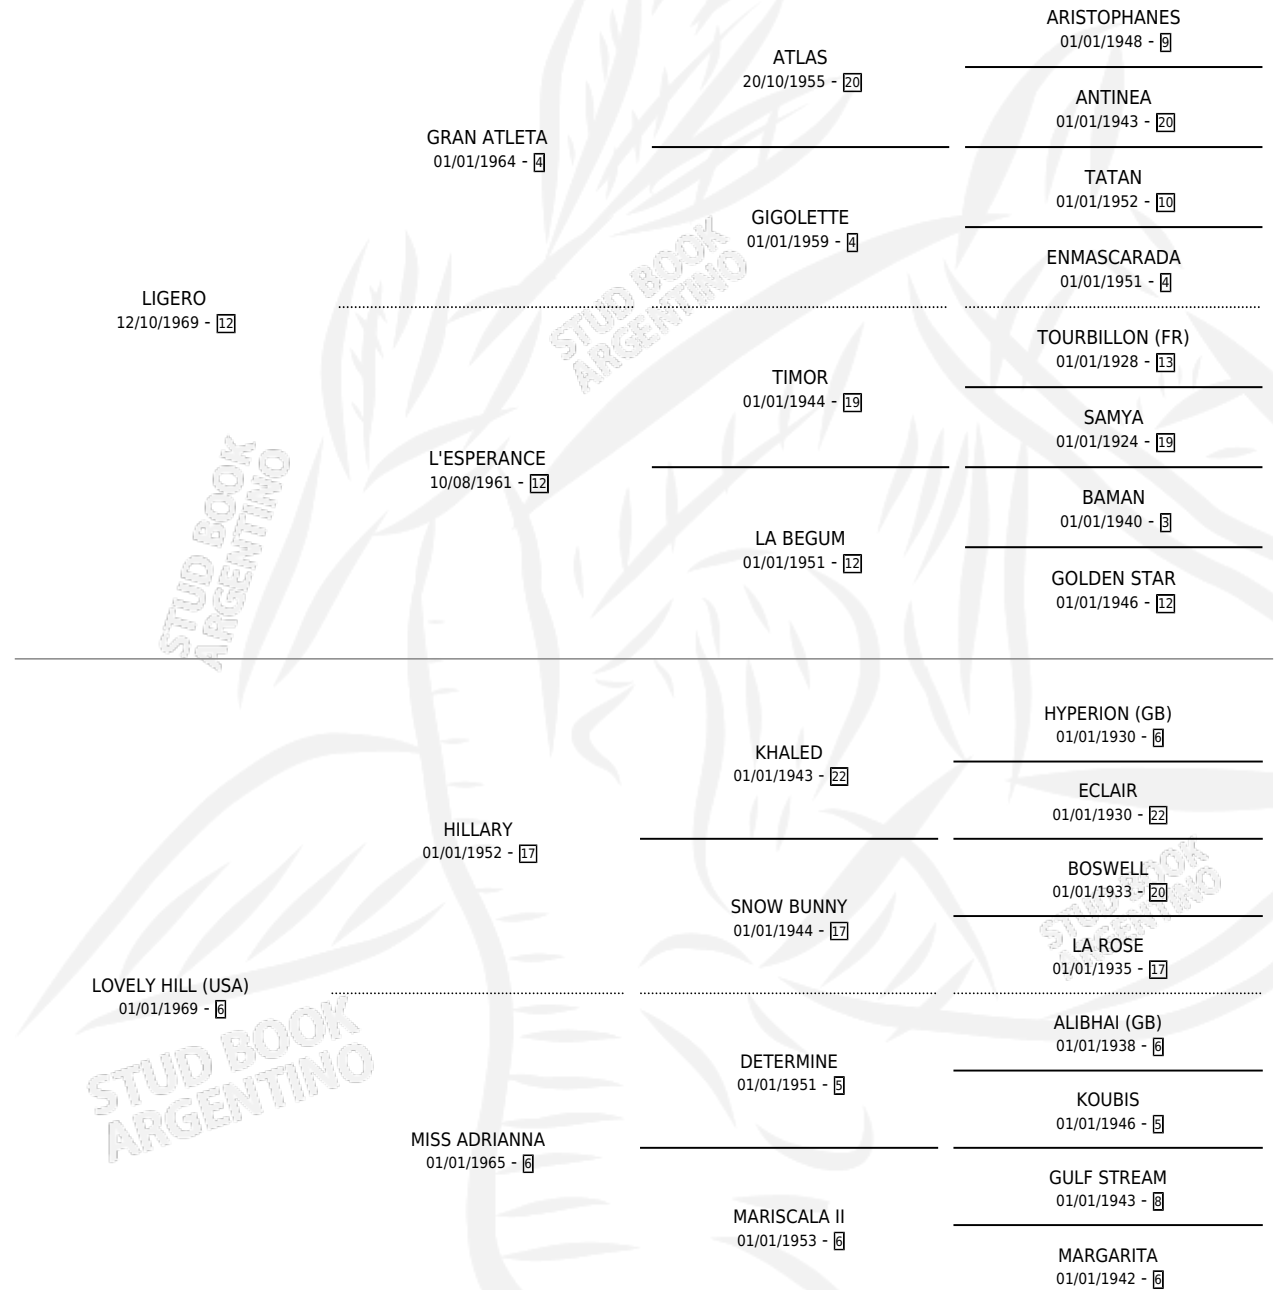 ARISTOPHANES
01/01/1948 - 9
ATLAS
20/10/1955 - 20
ANTINEA
01/01/1943 - 20
GRAN ATLETA
01/01/1964 - 4
TATAN
01/01/1952 - 10
GIGOLETTE
01/01/1959 - 4
ENMASCARADA
01/01/1951 - 4
LIGERO
12/10/1969 - 12
TOURBILLON (FR)
01/01/1928 - 13
TIMOR
01/01/1944 - 19
SAMYA
01/01/1924 - 19
L'ESPERANCE
10/08/1961 - 12
BAMAN
01/01/1940 - 3
LA BEGUM
01/01/1951 - 12
GOLDEN STAR
01/01/1946 - 12
HYPERION (GB)
01/01/1930 - 6
KHALED
01/01/1943 - 22
ECLAIR
01/01/1930 - 22
HILLARY
01/01/1952 - 17
BOSWELL
01/01/1933 - 20
SNOW BUNNY
01/01/1944 - 17
LA ROSE
01/01/1935 - 17
LOVELY HILL (USA)
01/01/1969 - 6
ALIBHAI (GB)
01/01/1938 - 6
DETERMINE
01/01/1951 - 5
KOUBIS
01/01/1946 - 5
MISS ADRIANNA
01/01/1965 - 6
GULF STREAM
01/01/1943 - 8
MARISCALA II
01/01/1953 - 6
MARGARITA
01/01/1942 - 6
STUD BOOK
ARGENTINO
STUD BOOK
ARGENTINO
STUD BOOK
ARGENTINO
STUD BOOK
ARGENTINO